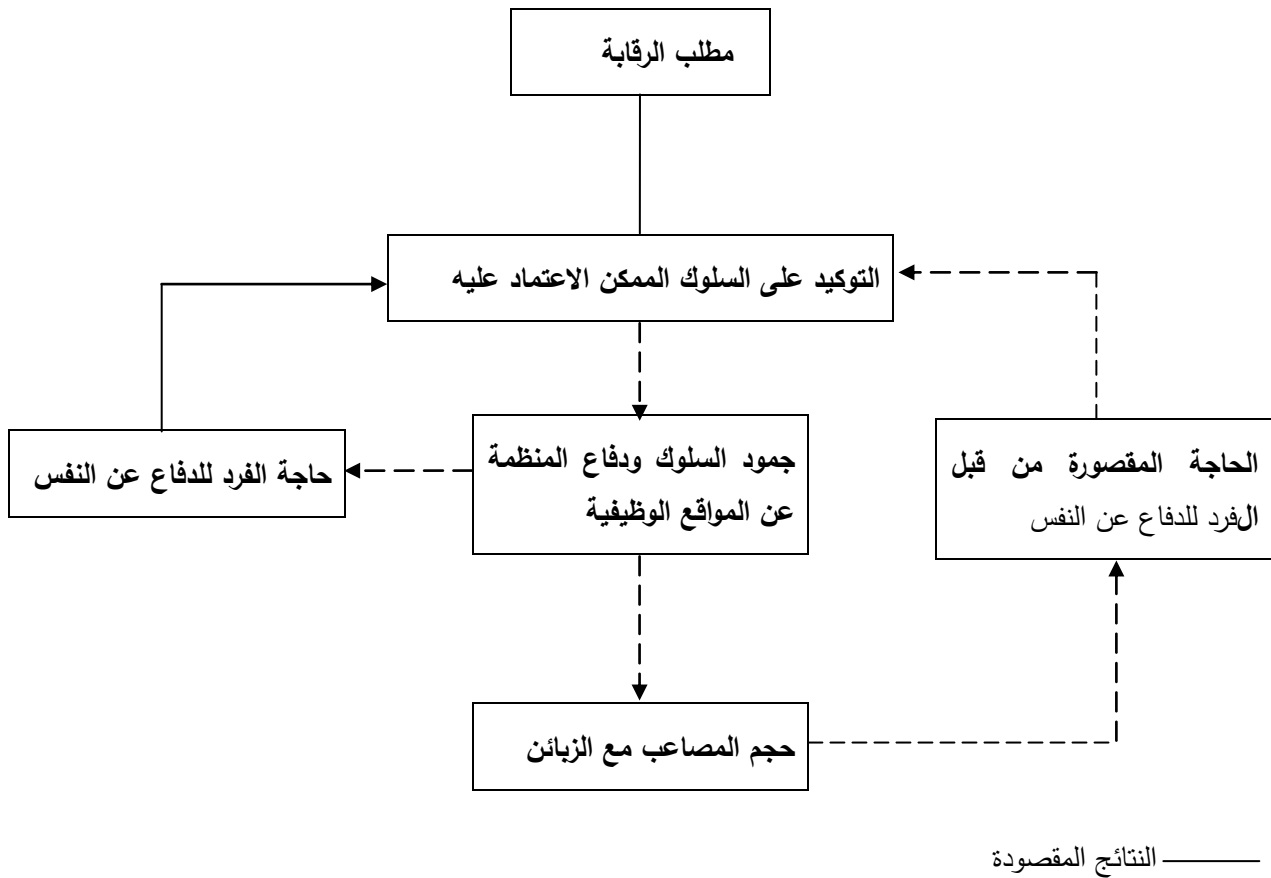 مطلب الرقابة
التوكيد على السلوك الممكن الاعتماد عليه
جمود السلوك ودفاع المنظمة
عن المواقع الوظيفية
حاجة الفرد للدفاع عن النفس
الحاجة المقصورة من قبل
الفرد للدفاع عن النفس
حجم المصاعب مع الزبائن
النتائج المقصودة